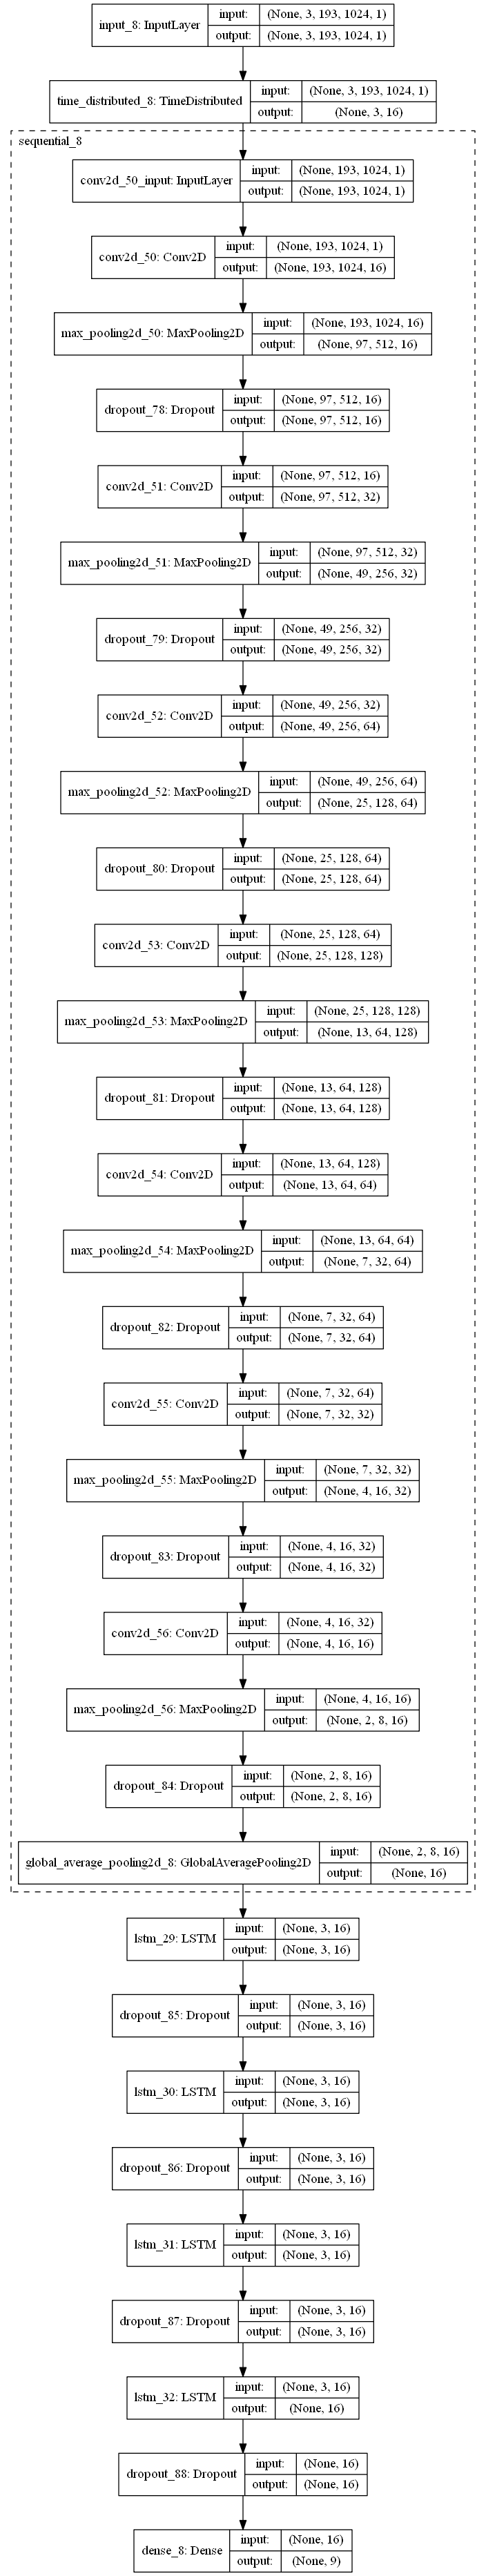 input_8: InputLayer
input: (None, 3, 193, 1024, 1)
output: (None, 3, 193, 1024, 1)
time_distributed_8: TimeDistributed
input: (None, 3, 193, 1024, 1)
output: (None, 3, 16)
sequential_8
conv2d_50_input: InputLayer
input: (None, 193, 1024, 1)
output: (None, 193, 1024, 1)
conv2d_50: Conv2D
input: (None, 193, 1024, 1)
output: (None, 193, 1024, 16)
max_pooling2d_50: MaxPooling2D
input: (None, 193, 1024, 16)
output: (None, 97, 512, 16)
dropout_78: Dropout
input: (None, 97, 512, 16)
output: (None, 97, 512, 16)
conv2d_51: Conv2D
input: (None, 97, 512, 16)
output: (None, 97, 512, 32)
max_pooling2d_51: MaxPooling2D
input: (None, 97, 512, 32)
output: (None, 49, 256, 32)
dropout_79: Dropout
input: (None, 49, 256, 32)
output: (None, 49, 256, 32)
conv2d_52: Conv2D
input: (None, 49, 256, 32)
output: (None, 49, 256, 64)
max_pooling2d_52: MaxPooling2D
input: (None, 49, 256, 64)
output: (None, 25, 128, 64)
dropout_80: Dropout
input: (None, 25, 128, 64)
output: (None, 25, 128, 64)
conv2d_53: Conv2D
input: (None, 25, 128, 64)
output: (None, 25, 128, 128)
max_pooling2d_53: MaxPooling2D
input: (None, 25, 128, 128)
output: (None, 13, 64, 128)
dropout_81: Dropout
input: (None, 13, 64, 128)
output: (None, 13, 64, 128)
conv2d_54: Conv2D
input: (None, 13, 64, 128)
output: (None, 13, 64, 64)
max_pooling2d_54: MaxPooling2D
input: (None, 13, 64, 64)
output: (None, 7, 32, 64)
dropout_82: Dropout
input: (None, 7, 32, 64)
output: (None, 7, 32, 64)
conv2d_55: Conv2D
input: (None, 7, 32, 64)
output: (None, 7, 32, 32)
max_pooling2d_55: MaxPooling2D
input: (None, 7, 32, 32)
output: (None, 4, 16, 32)
dropout_83: Dropout
input: (None, 4, 16, 32)
output: (None, 4, 16, 32)
conv2d_56: Conv2D
input: (None, 4, 16, 32)
output: (None, 4, 16, 16)
max_pooling2d_56: MaxPooling2D
input: (None, 4, 16, 16)
output: (None, 2, 8, 16)
dropout_84: Dropout
input: (None, 2, 8, 16)
output: (None, 2, 8, 16)
global_average_pooling2d_8: GlobalAveragePooling2D
input: (None, 2, 8, 16)
output: (None, 16)
lstm_29: LSTM
input: (None, 3, 16)
output: (None, 3, 16)
dropout_85: Dropout
input: (None, 3, 16)
output: (None, 3, 16)
lstm_30: LSTM
input: (None, 3, 16)
output: (None, 3, 16)
dropout_86: Dropout
input: (None, 3, 16)
output: (None, 3, 16)
lstm_31: LSTM
input: (None, 3, 16)
output: (None, 3, 16)
dropout_87: Dropout
input: (None, 3, 16)
output: (None, 3, 16)
lstm_32: LSTM
input: (None, 3, 16)
output: (None, 16)
dropout_88: Dropout
input: (None, 16)
output: (None, 16)
dense_8: Dense
input: (None, 16)
output: (None, 9)